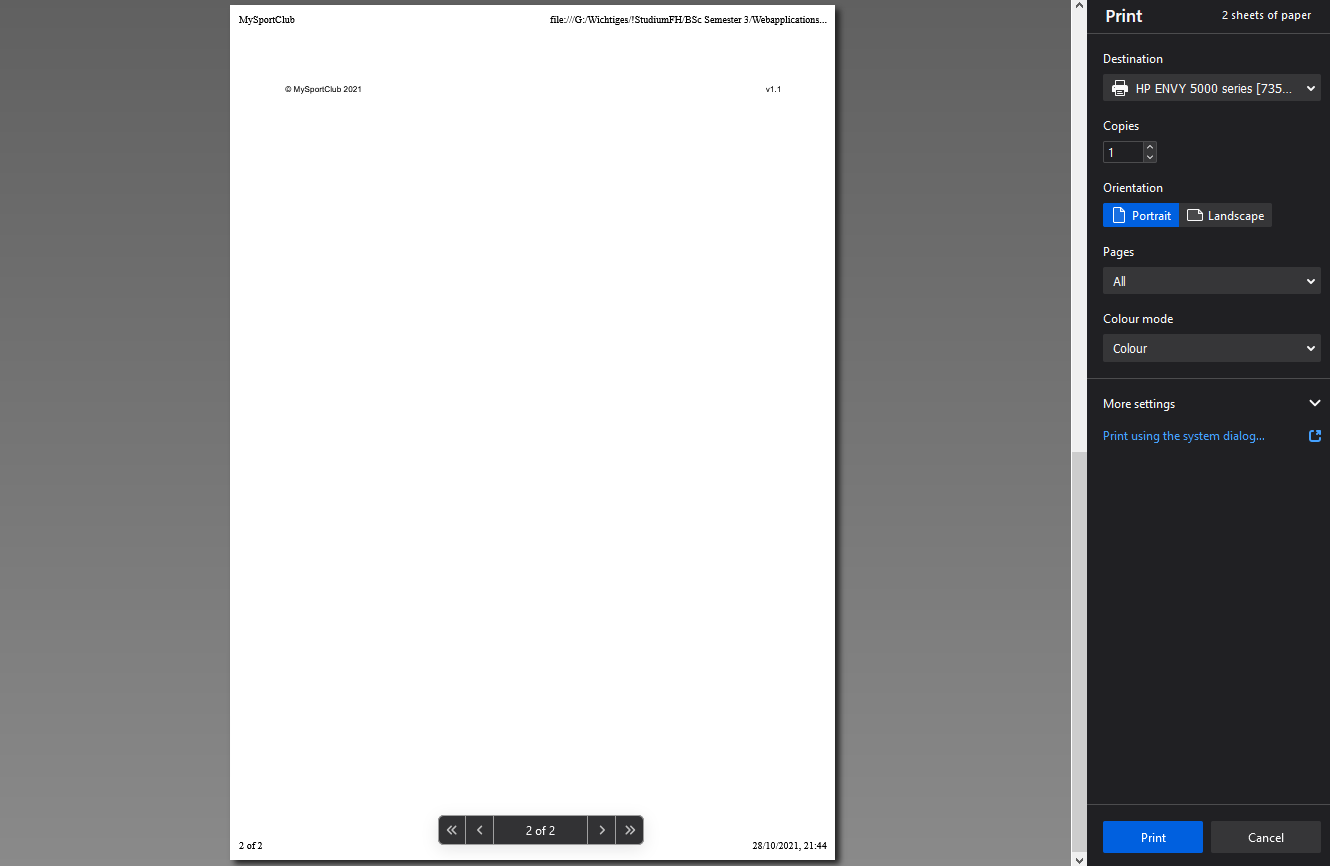 MySportClub file:///G:/Wichtiges/!StudiumFH/BSc Semester 3/Webapplications...
© MySportClub 2021 v1.1
2 of 2
2 of 2 28/10/2021, 21:44
Print 2 sheets of paper
Destination
HP ENVY 5000 series [735...
Copies
1
Orientation
Portrait Landscape
Pages
All
Colour mode
Colour
More settings
Print using the system dialog...
Print Cancel